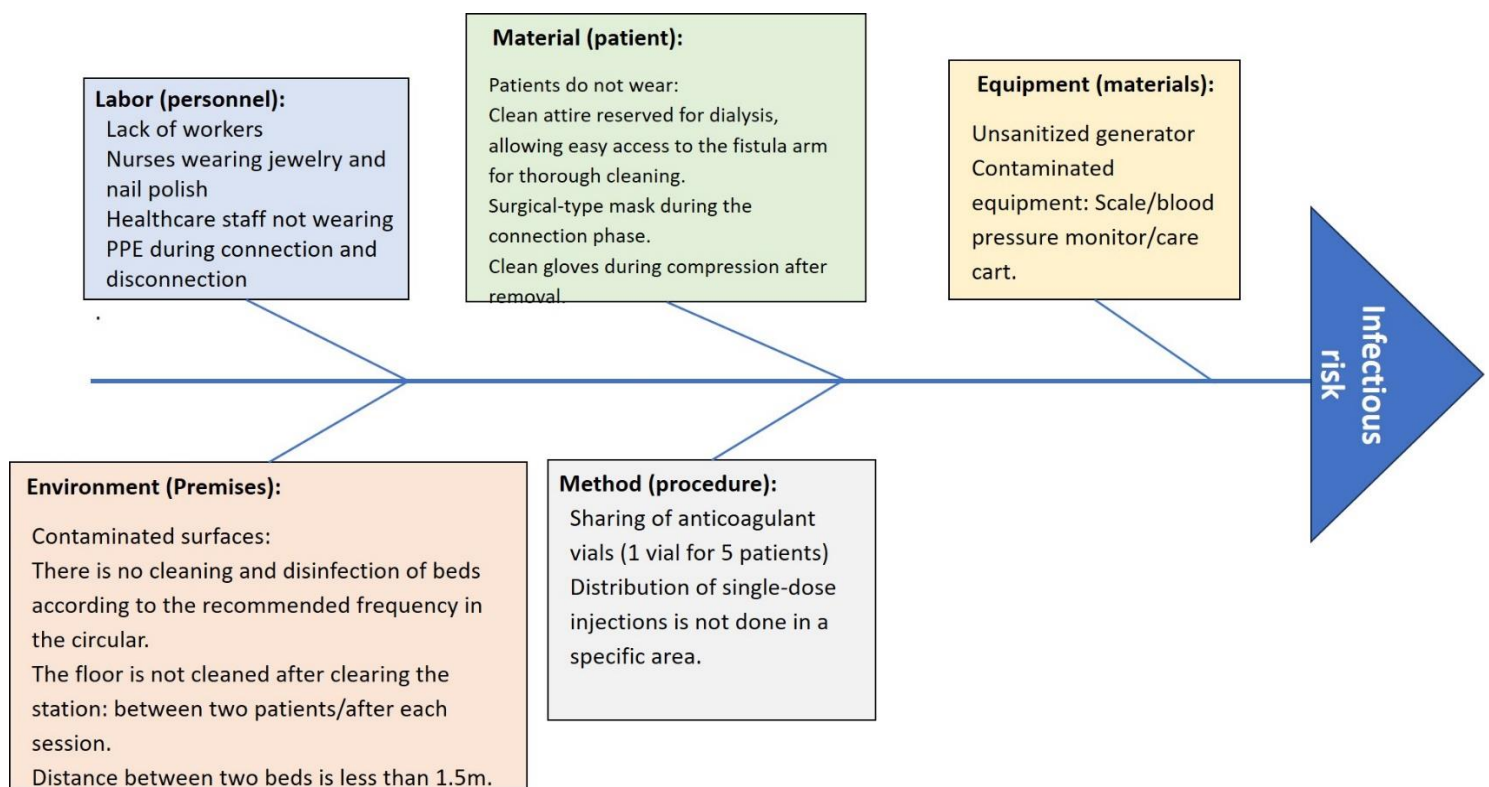 Labor (personnel):
Lack of workers
Nurses wearing jewelry and
nail polish
Healthcare staff not wearing
PPE during connection and
disconnection
.
Material (patient):
Patients do not wear:
Clean attire reserved for dialysis,
allowing easy access to the fistula arm
for thorough cleaning.
Surgical-type mask during the
connection phase.
Clean gloves during compression after
removal.
Equipment (materials):
Unsanitized generator
Contaminated
equipment: Scale/blood
pressure monitor/care
cart.
Infectious
risk
Environment (Premises):
Contaminated surfaces:
There is no cleaning and disinfection of beds
according to the recommended frequency in
the circular.
The floor is not cleaned after clearing the
station: between two patients/after each
session.
Distance between two beds is less than 1.5m.
Method (procedure):
Sharing of anticoagulant
vials (1 vial for 5 patients)
Distribution of single-dose
injections is not done in a
specific area.